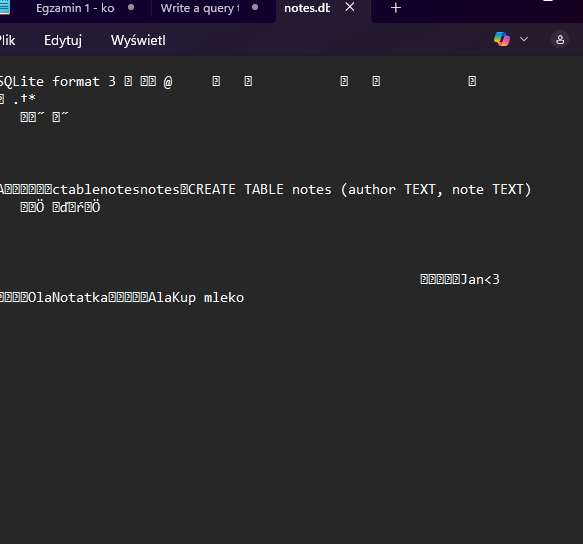 Egzamin 1 - ko
Write a query t
notes.db
Plik
Edytuj
Wyświetl
SQLite format 3 @
.†*
˝ ˝
ctablenotesnotesCREATE TABLE notes (author TEXT, note TEXT)
Ö dŕÖ
Jan<3
OlaNotatkaAlaKup mleko